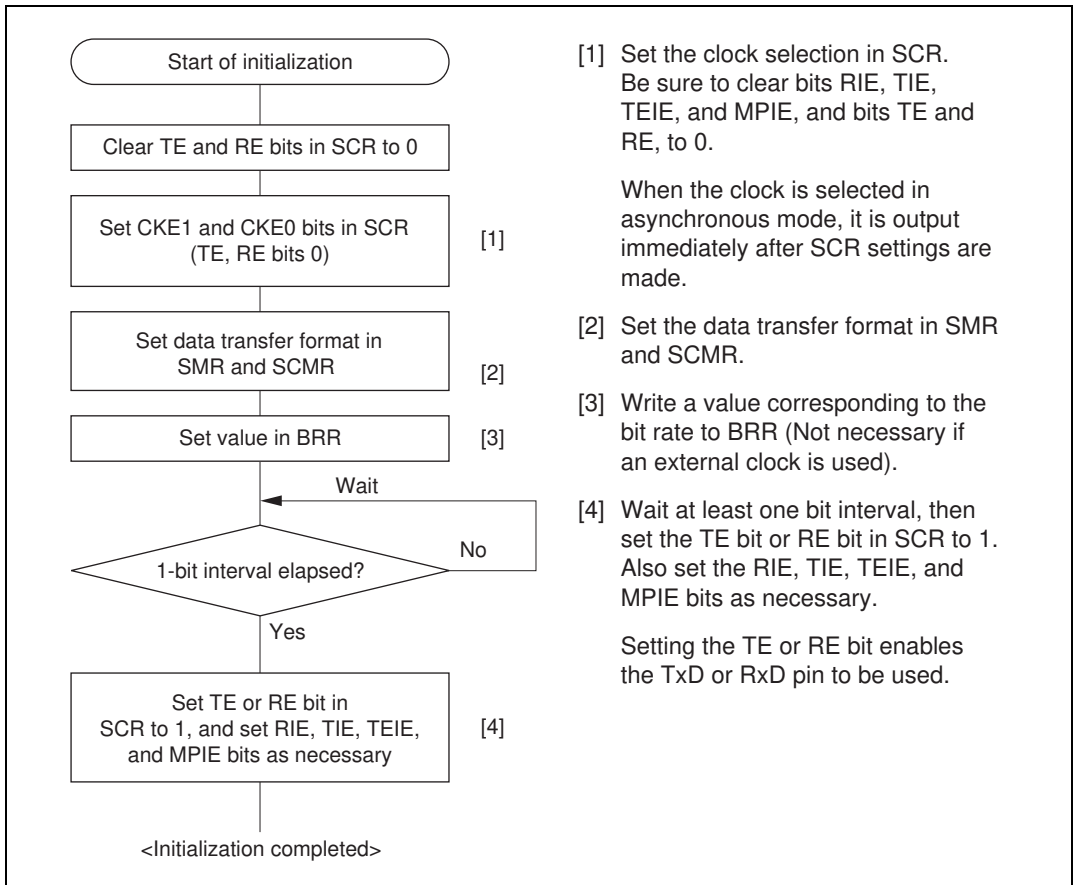 Start of initialization
Clear TE and RE bits in SCR to 0
Set CKE1 and CKE0 bits in SCR
(TE, RE bits 0)
[1]
Set data transfer format in
SMR and SCMR
[2]
Set value in BRR
[3]
Wait
1-bit interval elapsed?
No
Yes
Set TE or RE bit in
SCR to 1, and set RIE, TIE, TEIE,
and MPIE bits as necessary
[4]
<Initialization completed>
[1] Set the clock selection in SCR.
Be sure to clear bits RIE, TIE,
TEIE, and MPIE, and bits TE and
RE, to 0.
When the clock is selected in
asynchronous mode, it is output
immediately after SCR settings are
made.
[2] Set the data transfer format in SMR
and SCMR.
[3] Write a value corresponding to the
bit rate to BRR (Not necessary if
an external clock is used).
[4] Wait at least one bit interval, then
set the TE bit or RE bit in SCR to 1.
Also set the RIE, TIE, TEIE, and
MPIE bits as necessary.
Setting the TE or RE bit enables
the TxD or RxD pin to be used.